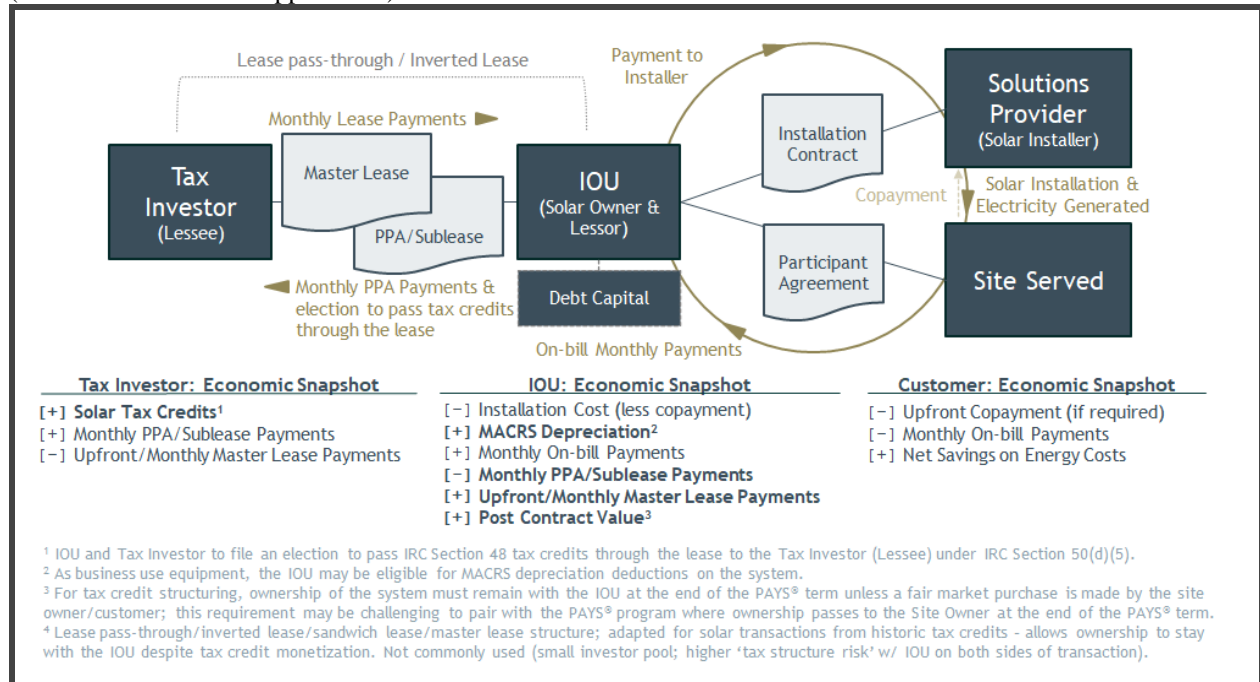 Lease pass-through / Inverted Lease
Payment to
Installer
Monthly Lease Payments
Tax
Investor
(Lessee)
Master Lease
PPA/Sublease
IOU
(Solar Owner &
Lessor)
Debt Capital
Installation
Contract
Participant
Agreement
Solutions
Provider
(Solar Installer)
Copayment
Solar Installation &
Electricity Generated
Site Served
Monthly PPA Payments &
election to pass tax credits
through the lease
On-bill Monthly Payments
Tax Investor: Economic Snapshot
[+] Solar Tax Credits¹
[+] Monthly PPA/Sublease Payments
[−] Upfront/Monthly Master Lease Payments
IOU: Economic Snapshot
[−] Installation Cost (less copayment)
[+] MACRS Depreciation²
[+] Monthly On-bill Payments
[−] Monthly PPA/Sublease Payments
[+] Upfront/Monthly Master Lease Payments
[+] Post Contract Value³
Customer: Economic Snapshot
[−] Upfront Copayment (if required)
[−] Monthly On-bill Payments
[+] Net Savings on Energy Costs
¹ IOU and Tax Investor to file an election to pass IRC Section 48 tax credits through the lease to the Tax Investor (Lessee) under IRC Section 50(d)(5).
² As business use equipment, the IOU may be eligible for MACRS depreciation deductions on the system.
³ For tax credit structuring, ownership of the system must remain with the IOU at the end of the PAYS® term unless a fair market purchase is made by the site
owner/customer; this requirement may be challenging to pair with the PAYS® program where ownership passes to the Site Owner at the end of the PAYS® term.
⁴ Lease pass-through/inverted lease/sandwich lease/master lease structure; adapted for solar transactions from historic tax credits - allows ownership to stay
with the IOU despite tax credit monetization. Not commonly used (small investor pool; higher ‘tax structure risk’ w/ IOU on both sides of transaction).